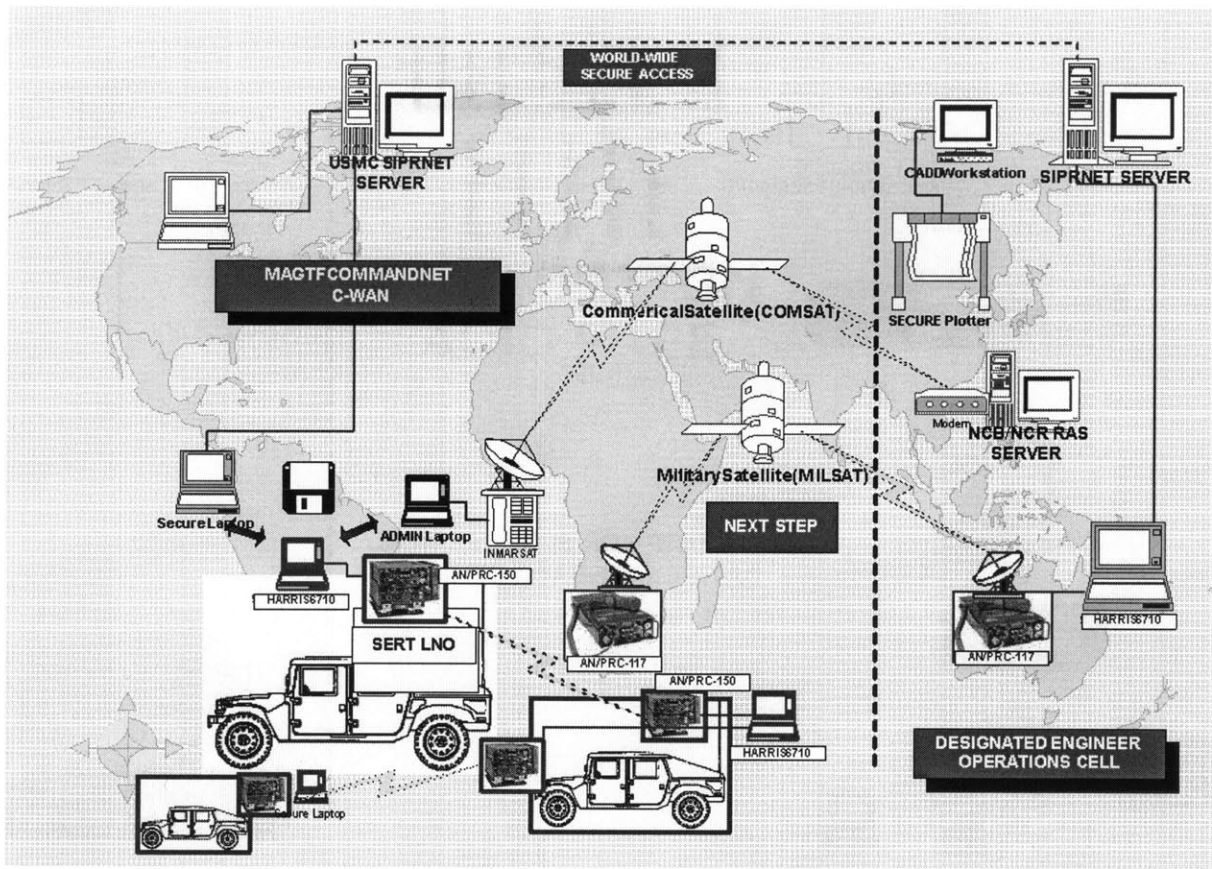 WORLD-WIDE
SECURE ACCESS
USMC SIPRNET
SERVER
CADDWorkstation
SIPRNET SERVER
MAGTFCOMMANDNET
C-WAN
CommericalSatellite(COMSAT)
SECURE Plotter
Modem
NCB/NCR RAS
SERVER
MilitarySatellite(MILSAT)
Secure Laptop
ADMIN Laptop
INMARSAT
NEXT STEP
AN/PRC-150
HARRIS6710
SERT LNO
AN/PRC-117
AN/PRC-117
HARRIS6710
AN/PRC-150
HARRIS6710
DESIGNATED ENGINEER
OPERATIONS CELL
Laptop